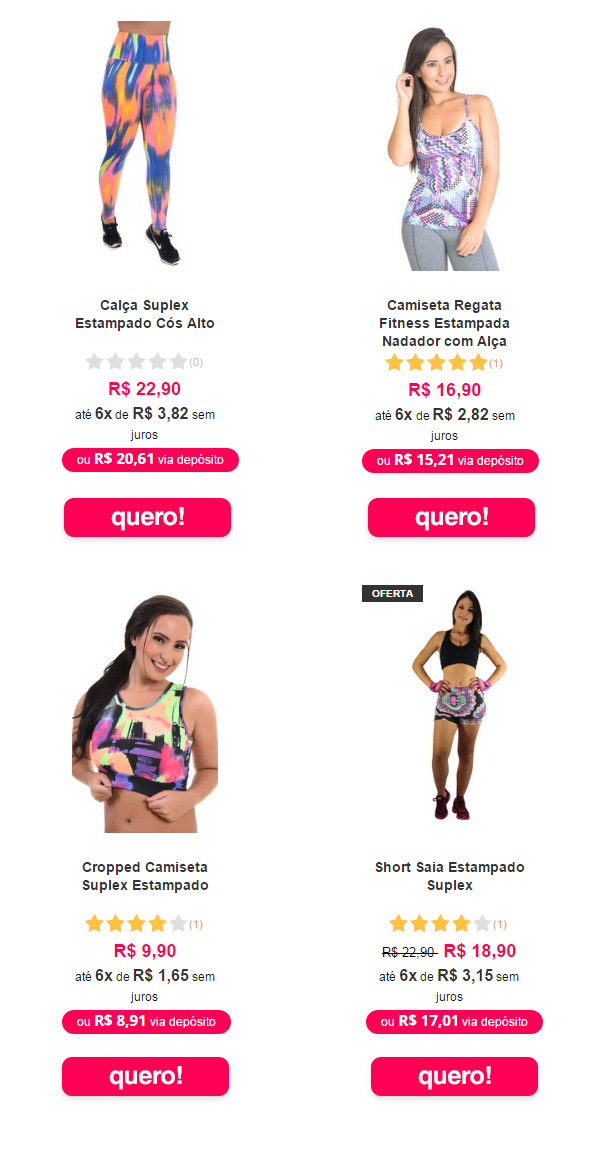 Calça Suplex
Estampado Cós Alto
(0)
R$ 22,90
até 6x de R$ 3,82 sem
juros
ou R$ 20,61 via depósito
quero!
Camiseta Regata
Fitness Estampada
Nadador com Alça
(1)
R$ 16,90
até 6x de R$ 2,82 sem
juros
ou R$ 15,21 via depósito
quero!
Cropped Camiseta
Suplex Estampado
(1)
R$ 9,90
até 6x de R$ 1,65 sem
juros
ou R$ 8,91 via depósito
quero!
OFERTA
Short Saia Estampado
Suplex
(1)
R$ 22,90 R$ 18,90
até 6x de R$ 3,15 sem
juros
ou R$ 17,01 via depósito
quero!